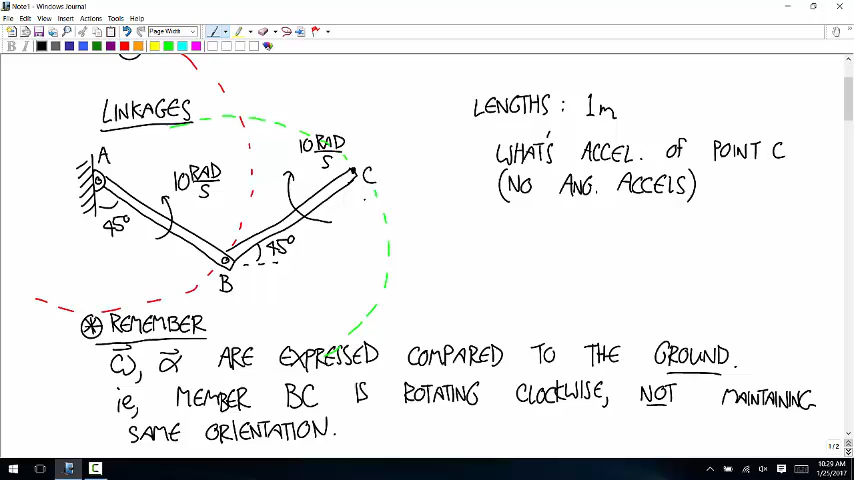 Note1 - Windows Journal
File Edit View Insert Actions Tools Help
Page Width
B I
LINKAGES
A
45°
10 RAD/S
10 RAD/S
C
45°
B
LENGTHS: 1m
WHAT'S ACCEL. OF POINT C
(NO ANG. ACCELS)
* REMEMBER
ω, α ARE EXPRESSED COMPARED TO THE GROUND.
ie, MEMBER BC IS ROTATING CLOCKWISE, NOT MAINTAINING
SAME ORIENTATION.
1/2
10:29 AM
1/25/2017